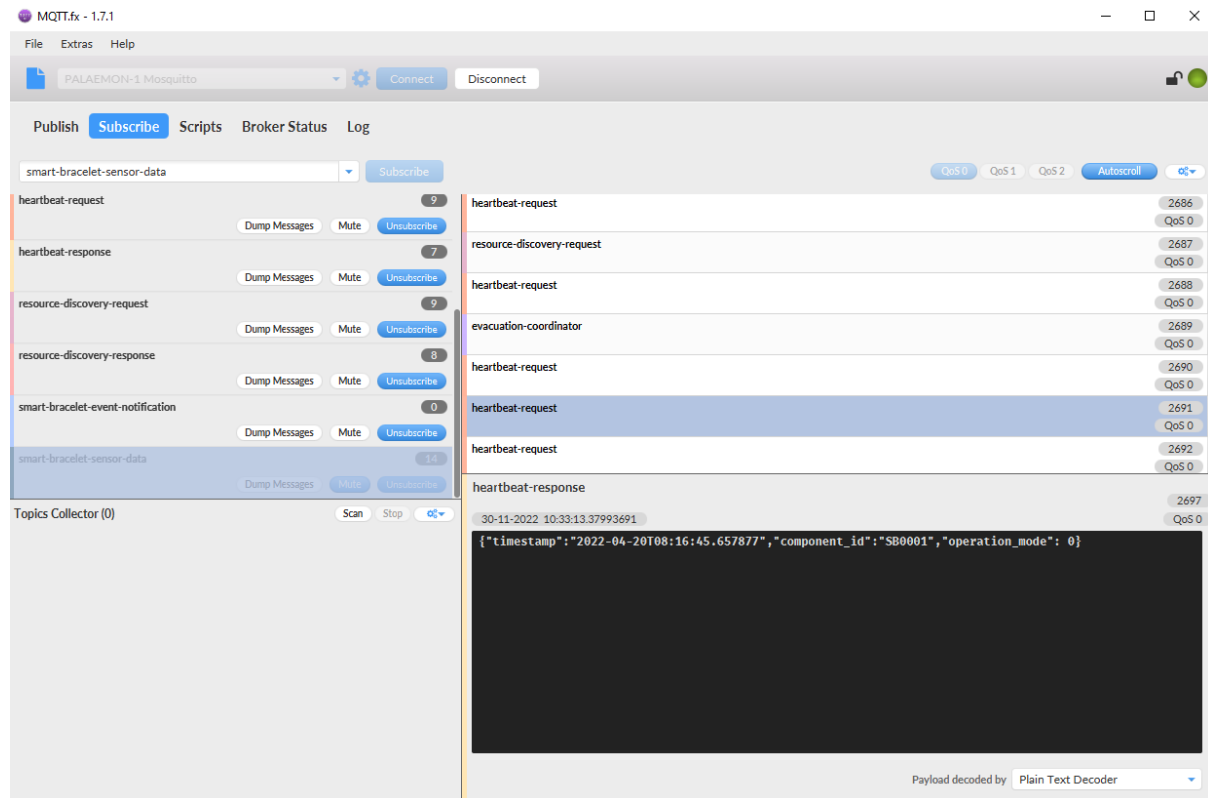 MQTT.fx - 1.7.1
File Extras Help
PALAEMON-1 Mosquitto Connect Disconnect
Publish Subscribe Scripts Broker Status Log
smart-bracelet-sensor-data Subscribe QoS 0 QoS 1 QoS 2 Autoscroll
heartbeat-request 9
Dump Messages Mute Unsubscribe
heartbeat-response 7
Dump Messages Mute Unsubscribe
resource-discovery-request 9
Dump Messages Mute Unsubscribe
resource-discovery-response 8
Dump Messages Mute Unsubscribe
smart-bracelet-event-notification 0
Dump Messages Mute Unsubscribe
smart-bracelet-sensor-data 14
Dump Messages Mute Unsubscribe
Topics Collector (0) Scan Stop
heartbeat-request 2686
QoS 0
resource-discovery-request 2687
QoS 0
heartbeat-request 2688
QoS 0
evacuation-coordinator 2689
QoS 0
heartbeat-request 2690
QoS 0
heartbeat-request 2691
QoS 0
heartbeat-request 2692
QoS 0
heartbeat-response
2697
30-11-2022 10:33:13.37993691 QoS 0
{"timestamp":"2022-04-20T08:16:45.657877","component_id":"SB0001","operation_mode": 0}
Payload decoded by Plain Text Decoder